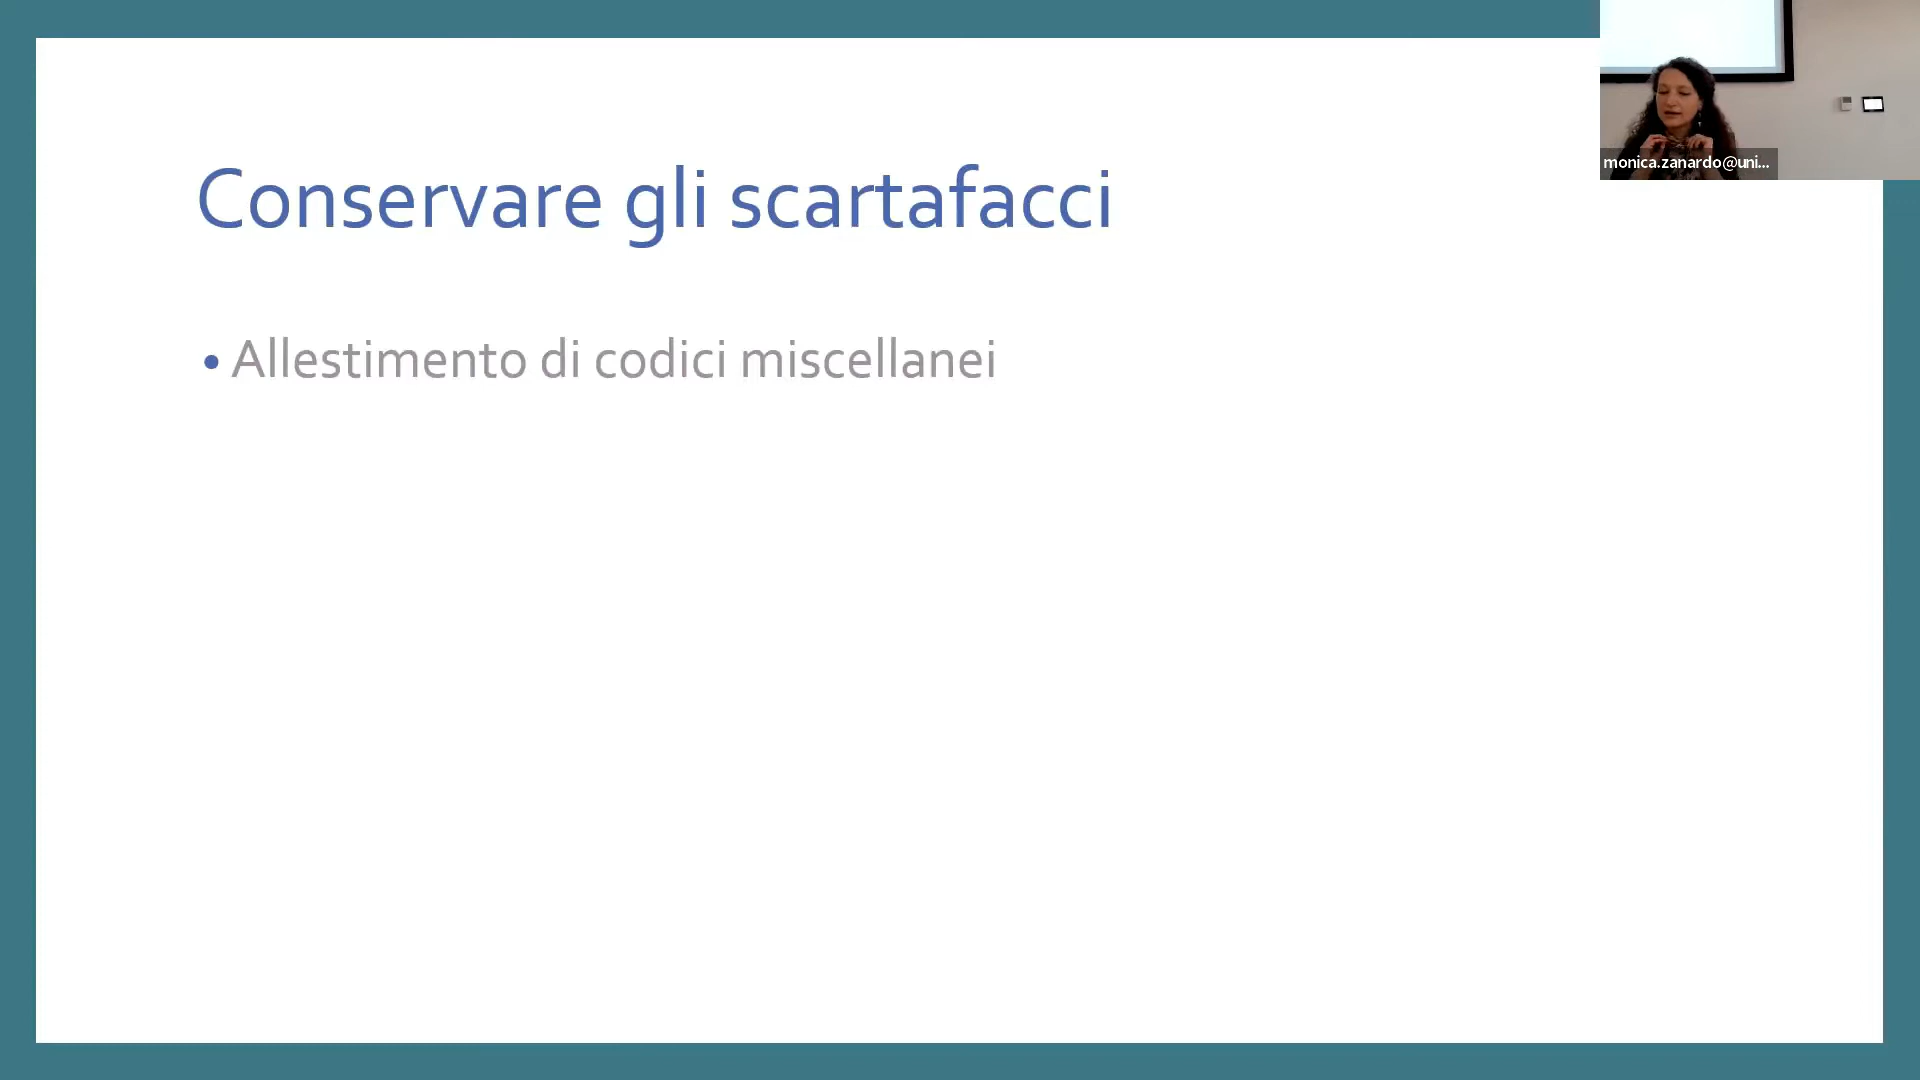 Conservare gli scartafacci
• Allestimento di codici miscellanei
monica.zanardo@uni...